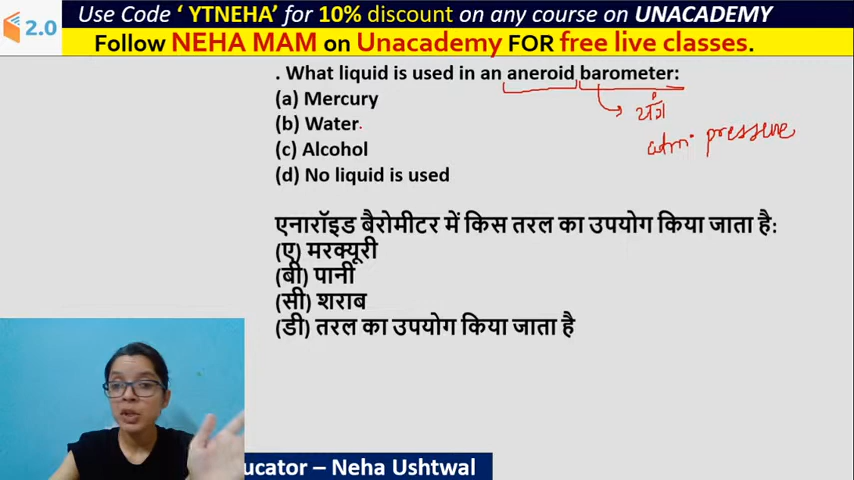 Use Code ‘ YTNEHA’ for 10% discount on any course on UNACADEMY
2.0
Follow NEHA MAM on Unacademy FOR free live classes.
. What liquid is used in an aneroid barometer:
(a) Mercury
(b) Water
(c) Alcohol
(d) No liquid is used
atm. pressure
एनारॉइड बैरोमीटर में किस तरल का उपयोग किया जाता है:
(ए) मरक्यूरी
(बी) पानी
(सी) शराब
(डी) तरल का उपयोग किया जाता है
ucator – Neha Ushtwal